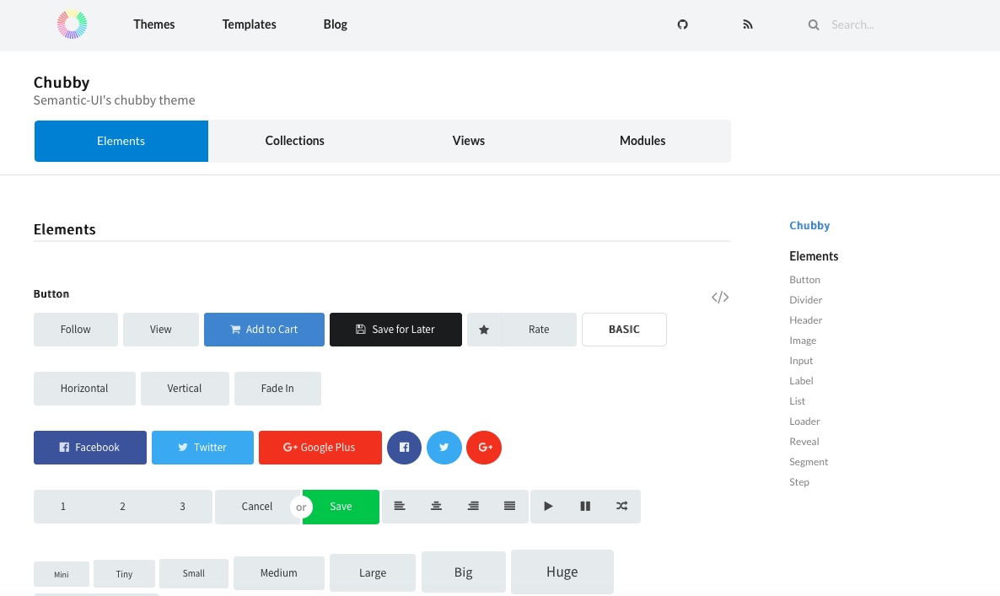 Themes Templates Blog Search...
Chubby
Semantic-UI's chubby theme
Elements Collections Views Modules
Elements
Button
Follow View Add to Cart Save for Later Rate BASIC
Horizontal Vertical Fade In
Facebook Twitter G+ Google Plus G+
1 2 3 Cancel or Save
Mini Tiny Small Medium Large Big Huge
Chubby
Elements
Button
Divider
Header
Image
Input
Label
List
Loader
Reveal
Segment
Step